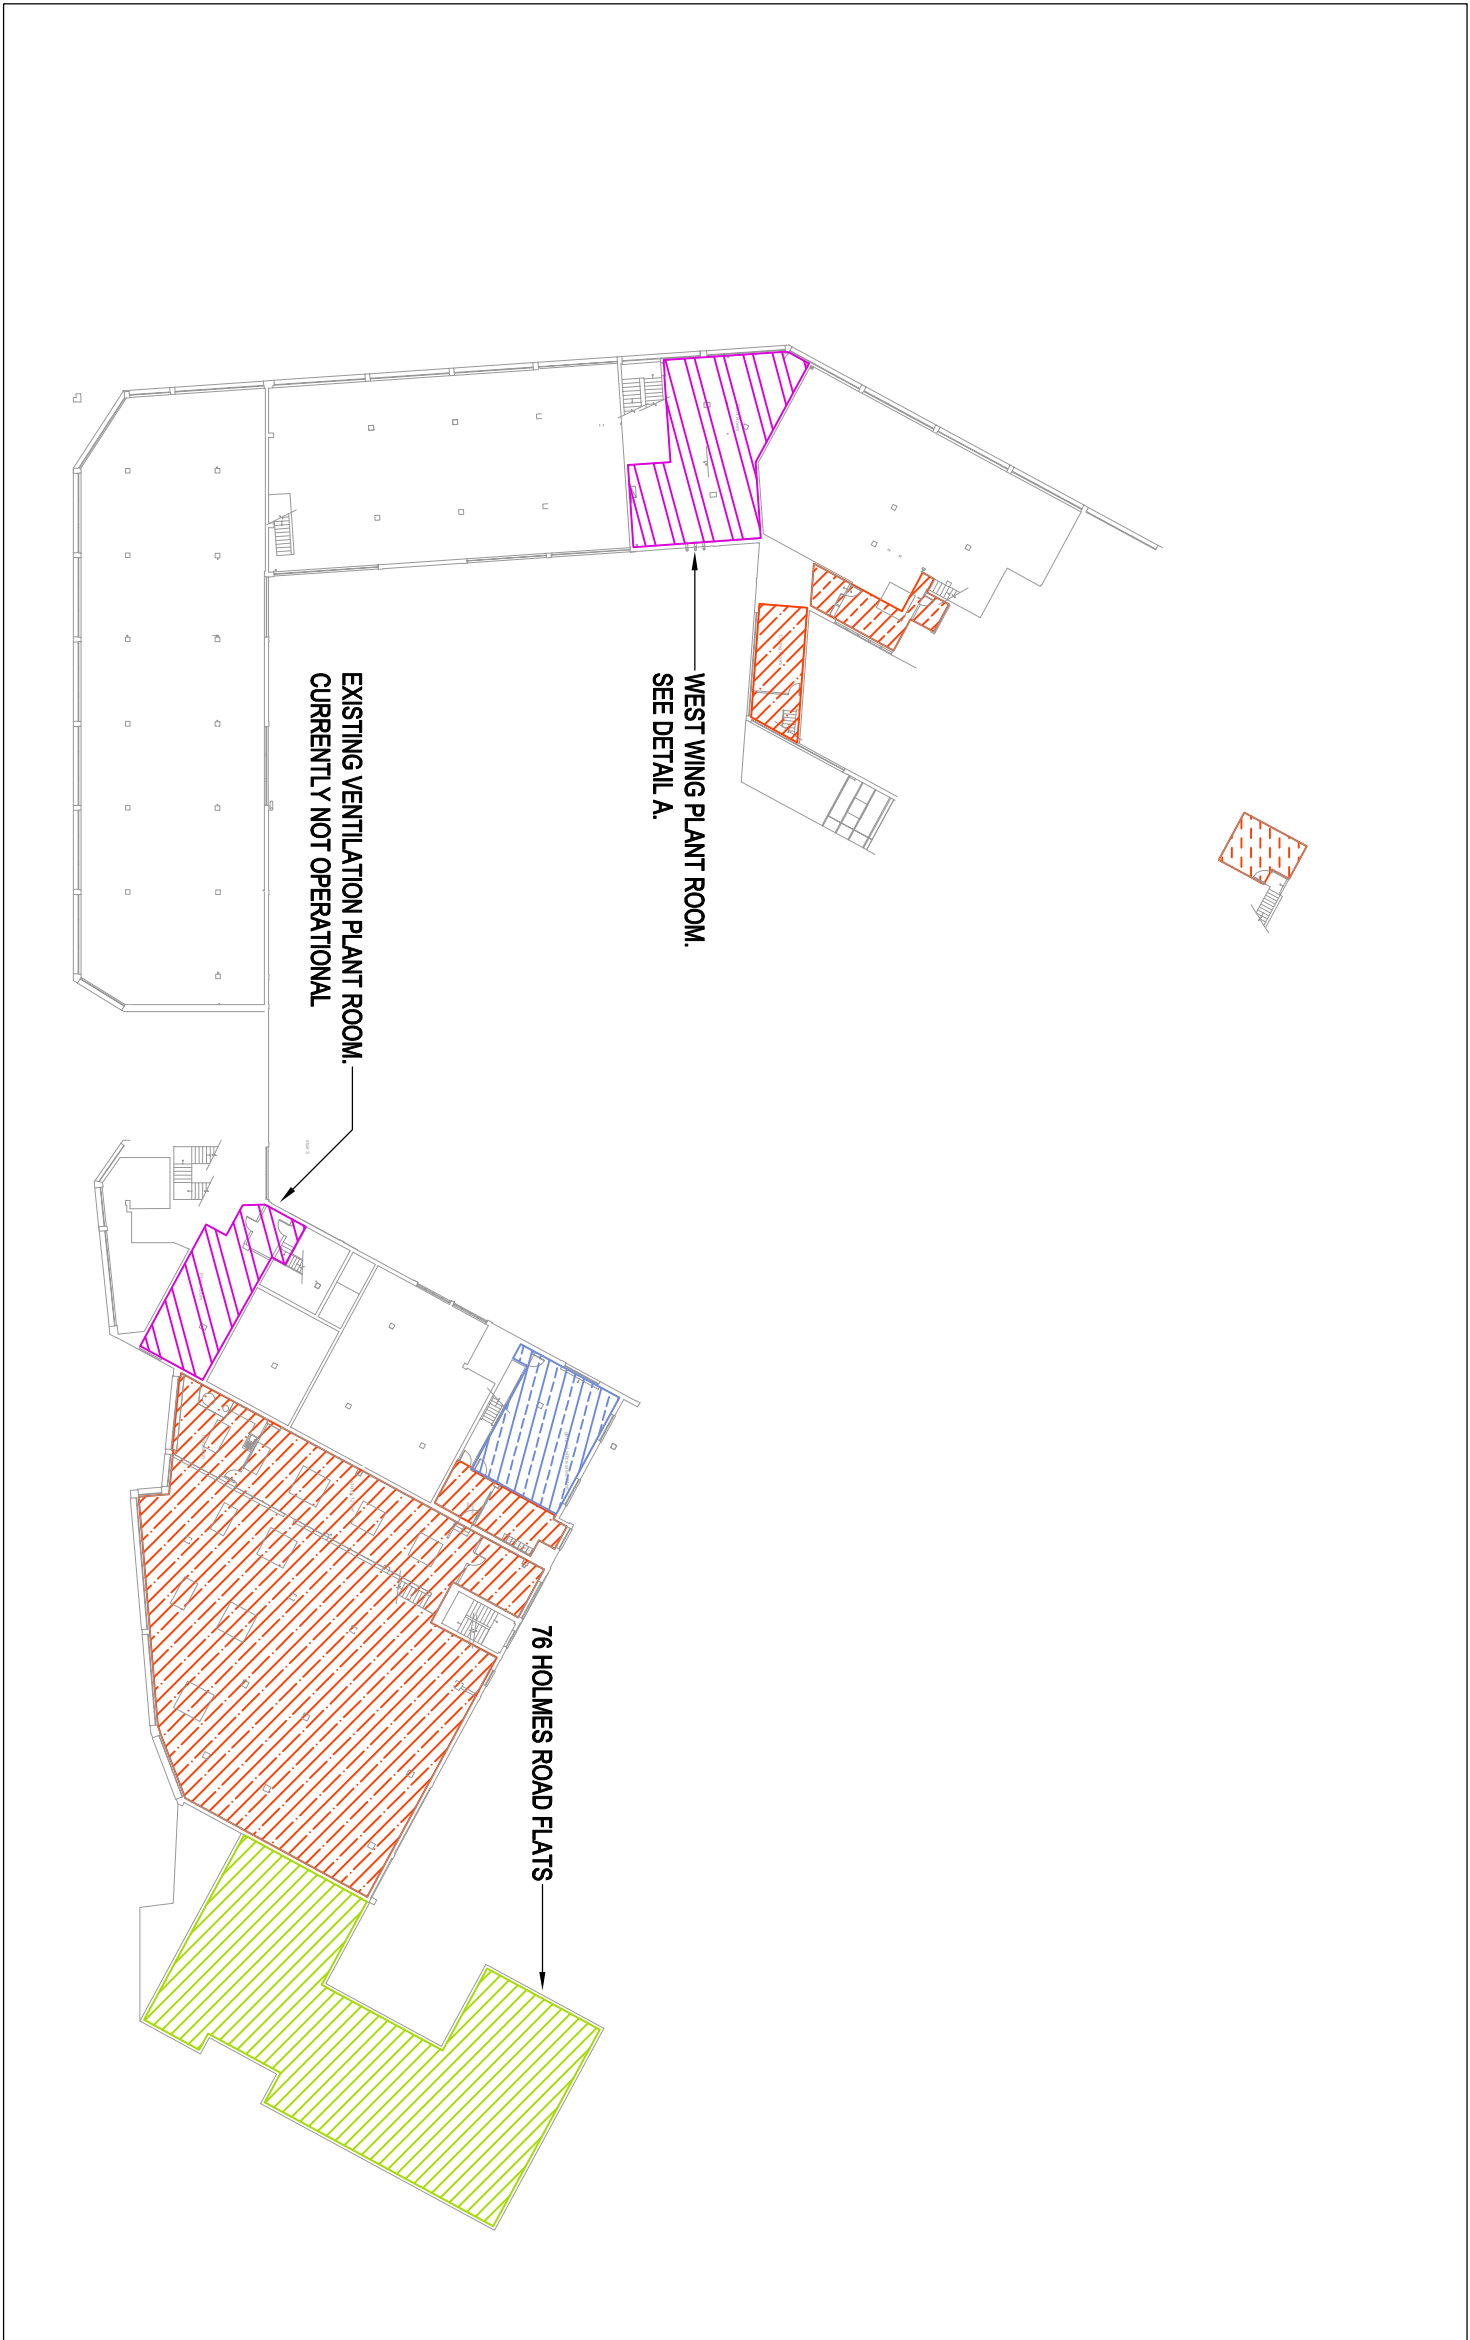 WEST WING PLANT ROOM.
SEE DETAIL A.
EXISTING VENTILATION PLANT ROOM.
CURRENTLY NOT OPERATIONAL
76 HOLMES ROAD FLATS